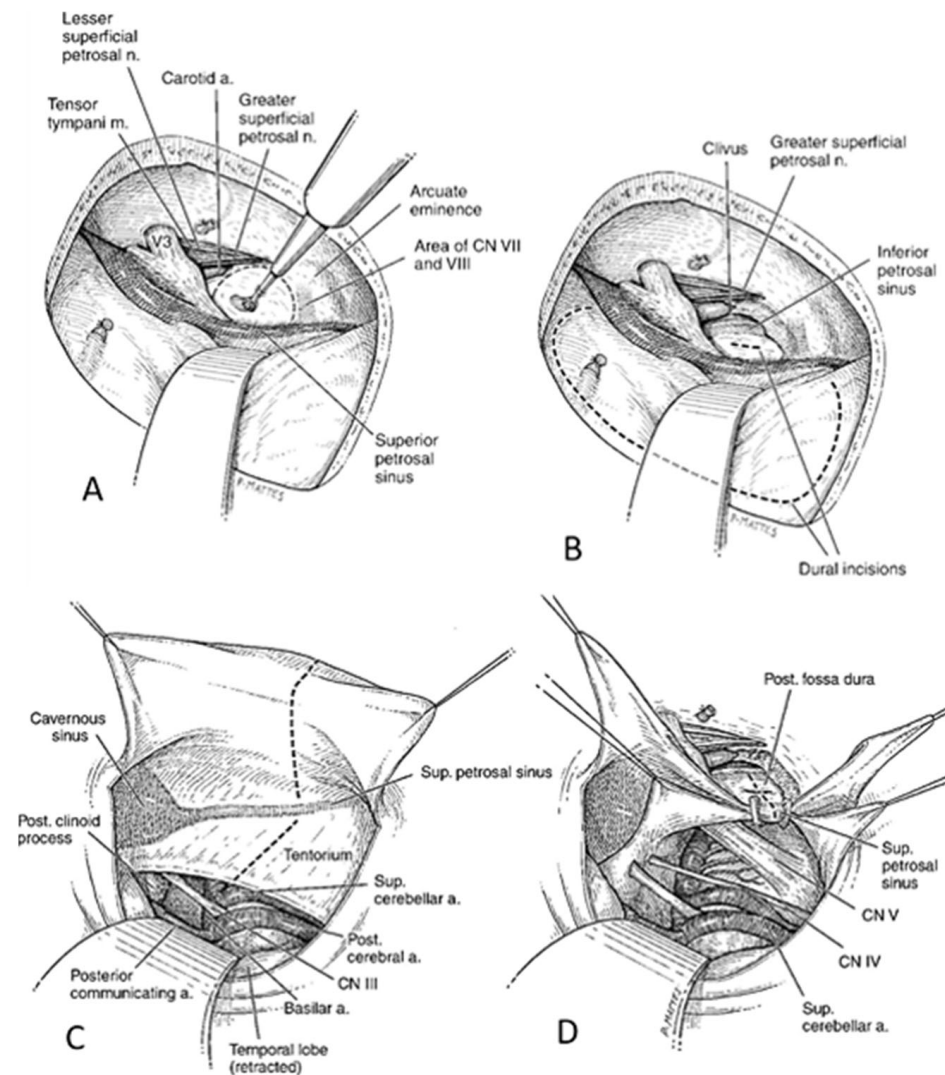 Lesser
superficial
petrosal n.
Carotid a.
Tensor
tympani m.
Greater
superficial
petrosal n.
Arcuate
eminence
Area of CN VII
and VIII
V3
Superior
petrosal
sinus
P. MATTES
A
Clivus
Greater superficial
petrosal n.
Inferior
petrosal
sinus
P. MATTES
Dural incisions
B
Cavernous
sinus
Sup. petrosal sinus
Post. clinoid
process
Tentorium
Sup.
cerebellar a.
Post.
cerebral a.
Posterior
communicating a.
CN III
Basilar a.
Temporal lobe
(retracted)
C
Post. fossa dura
Sup.
petrosal
sinus
CN V
CN IV
Sup.
cerebellar a.
P. MATTES
D